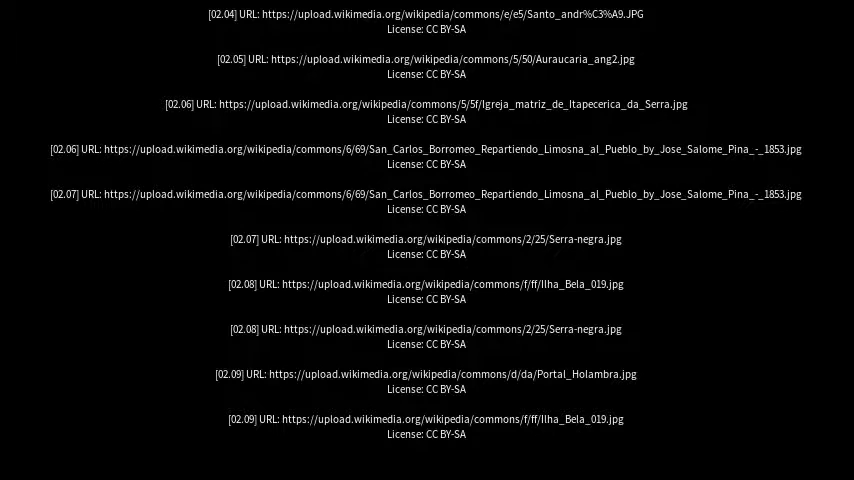 [02.04] URL: https://upload.wikimedia.org/wikipedia/commons/e/e5/Santo_andr%C3%A9.JPG
License: CC BY-SA
[02.05] URL: https://upload.wikimedia.org/wikipedia/commons/5/50/Auraucaria_ang2.jpg
License: CC BY-SA
[02.06] URL: https://upload.wikimedia.org/wikipedia/commons/5/5f/Igreja_matriz_de_Itapecerica_da_Serra.jpg
License: CC BY-SA
[02.06] URL: https://upload.wikimedia.org/wikipedia/commons/6/69/San_Carlos_Borromeo_Repartiendo_Limosna_al_Pueblo_by_Jose_Salome_Pina_-_1853.jpg
License: CC BY-SA
[02.07] URL: https://upload.wikimedia.org/wikipedia/commons/6/69/San_Carlos_Borromeo_Repartiendo_Limosna_al_Pueblo_by_Jose_Salome_Pina_-_1853.jpg
License: CC BY-SA
[02.07] URL: https://upload.wikimedia.org/wikipedia/commons/2/25/Serra-negra.jpg
License: CC BY-SA
[02.08] URL: https://upload.wikimedia.org/wikipedia/commons/f/ff/Ilha_Bela_019.jpg
License: CC BY-SA
[02.08] URL: https://upload.wikimedia.org/wikipedia/commons/2/25/Serra-negra.jpg
License: CC BY-SA
[02.09] URL: https://upload.wikimedia.org/wikipedia/commons/d/da/Portal_Holambra.jpg
License: CC BY-SA
[02.09] URL: https://upload.wikimedia.org/wikipedia/commons/f/ff/Ilha_Bela_019.jpg
License: CC BY-SA